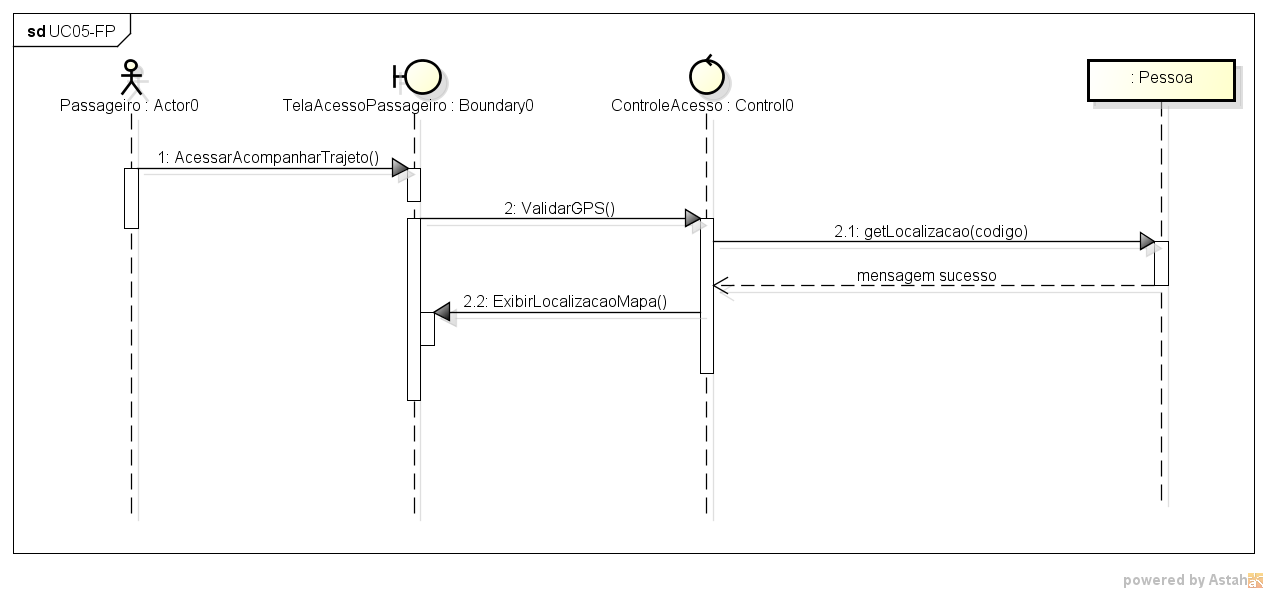 sd UC05-FP
Passageiro : Actor0
TelaAcessoPassageiro : Boundary0
ControleAcesso : Control0
: Pessoa
1: AcessarAcompanharTrajeto()
2: ValidarGPS()
2.1: getLocalizacao(codigo)
mensagem sucesso
2.2: ExibirLocalizacaoMapa()
powered by Astah